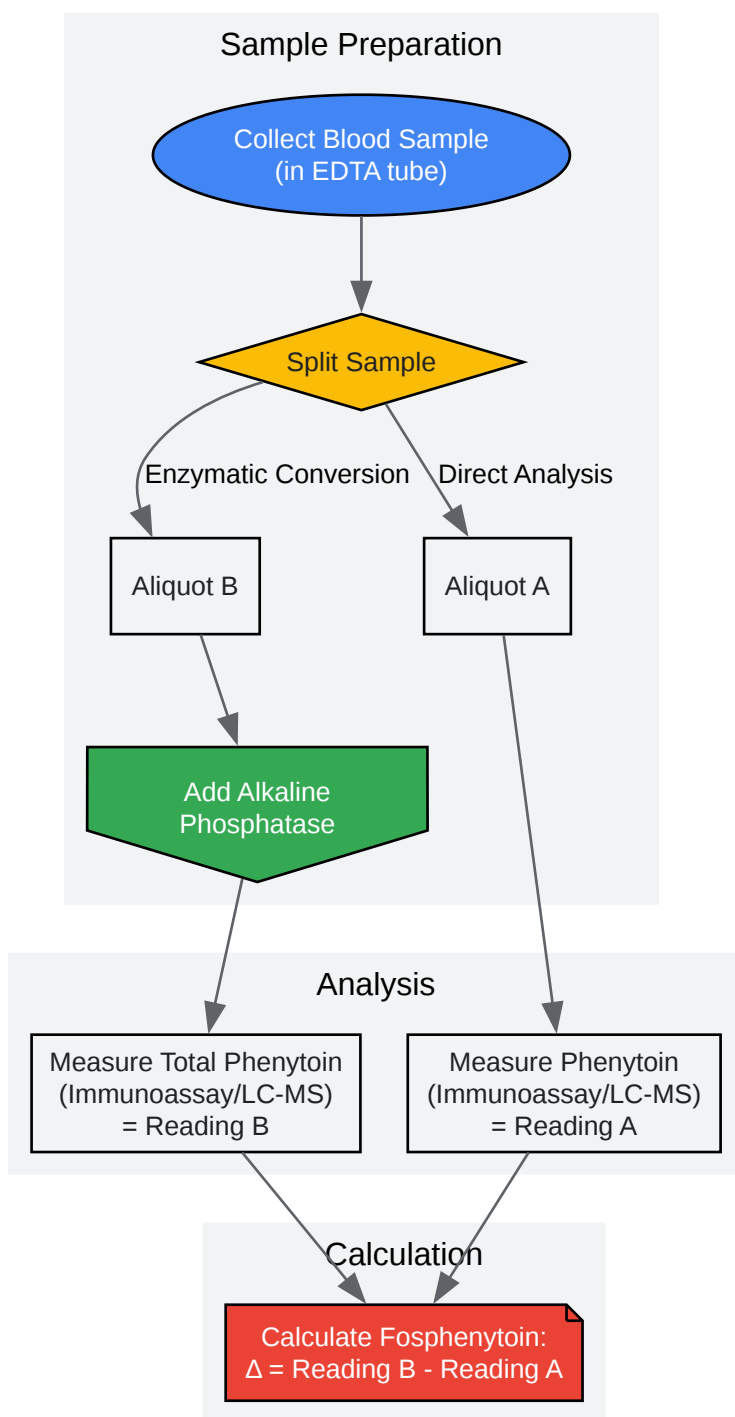 Sample Preparation
Collect Blood Sample
(in EDTA tube)
Split Sample
Enzymatic Conversion
Direct Analysis
Aliquot B
Aliquot A
Add Alkaline
Phosphatase
Analysis
Measure Total Phenytoin
(Immunoassay/LC-MS)
= Reading B
Measure Phenytoin
(Immunoassay/LC-MS)
= Reading A
Calculation
Calculate Fosphenytoin:
Δ = Reading B - Reading A